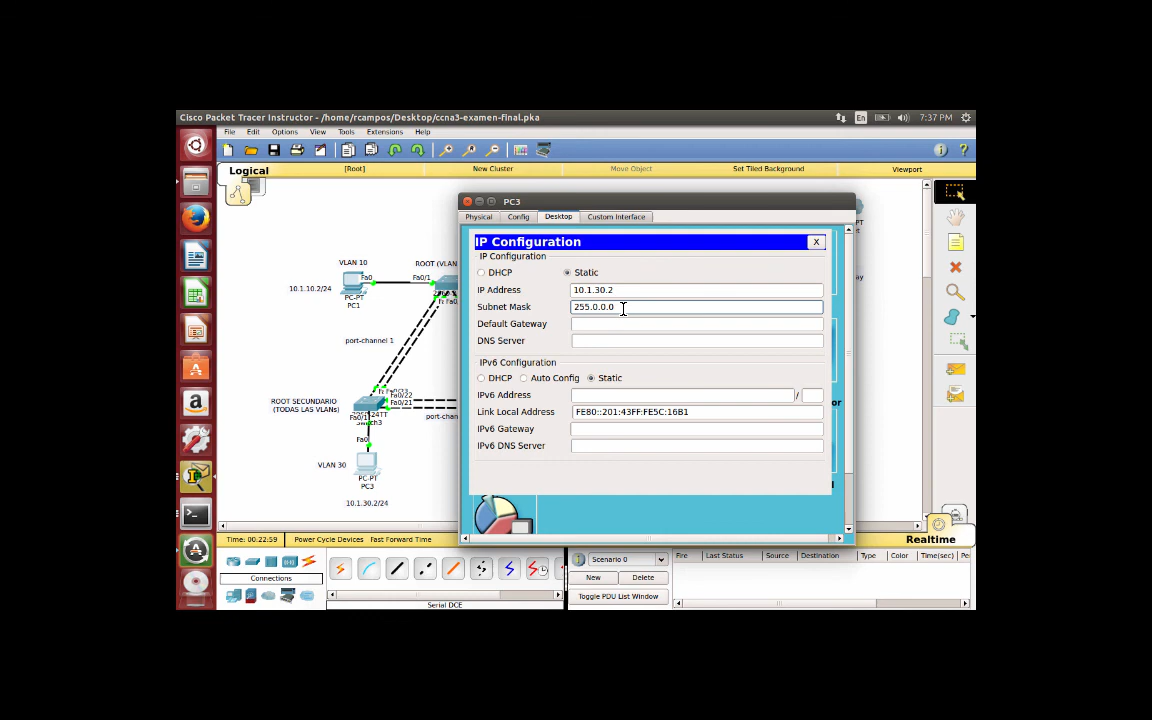 Cisco Packet Tracer Instructor - /home/rcampos/Desktop/ccna3-examen-final.pka
En
7:37 PM
File Edit Options View Tools Extensions Help
Logical
[Root]
New Cluster
Move Object
Set Tiled Background
Viewport
PC3
Physical Config Desktop Custom Interface
IP Configuration
X
IP Configuration
DHCP
Static
IP Address
10.1.30.2
Subnet Mask
255.0.0.0
Default Gateway
DNS Server
IPv6 Configuration
DHCP
Auto Config
Static
IPv6 Address
/
Link Local Address
FE80::201:43FF:FE5C:16B1
IPv6 Gateway
IPv6 DNS Server
VLAN 10
ROOT (VLAN
Fa0
Fa0/1
10.1.10.2/24
PC-PT
PC1
port-channel 1
ROOT SECUNDARIO
(TODAS LAS VLANs)
Fa0/22
Fa0/21
port-chan
Fa0
VLAN 30
PC-PT
PC3
10.1.30.2/24
Time: 00:22:59
Power Cycle Devices Fast Forward Time
Realtime
Connections
Serial DCE
Scenario 0
New
Delete
Toggle PDU List Window
Fire
Last Status
Source
Destination
Type
Color
Time(sec)